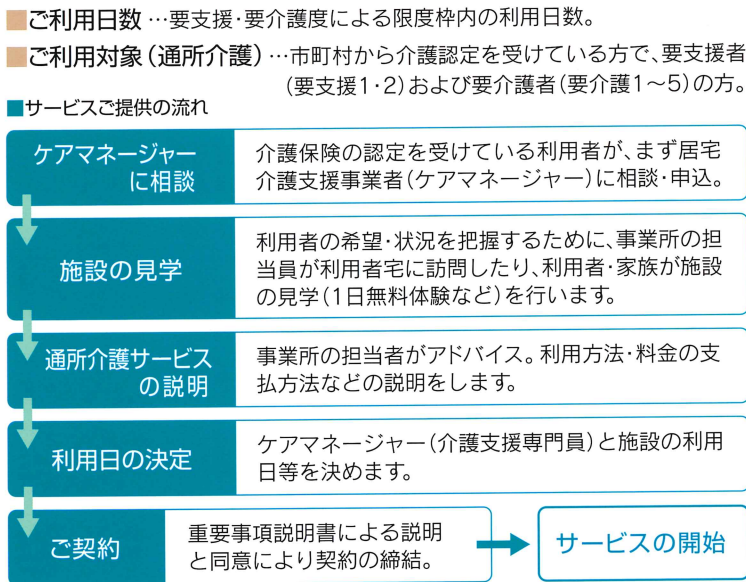 ■ご利用日数…要支援・要介護度による限度枠内の利用日数。
■ご利用対象(通所介護)…市町村から介護認定を受けている方で、要支援者
(要支援1・2)および要介護者(要介護1～5)の方。
■サービスご提供の流れ
ケアマネージャー
に相談
介護保険の認定を受けている利用者が、まず居宅
介護支援事業者(ケアマネージャー)に相談・申込。
施設の見学
利用者の希望・状況を把握するために、事業所の担
当員が利用者宅に訪問したり、利用者・家族が施設
の見学(1日無料体験など)を行います。
通所介護サービス
の説明
事業所の担当者がアドバイス。利用方法・料金の支
払方法などの説明をします。
利用日の決定
ケアマネージャー(介護支援専門員)と施設の利用
日等を決めます。
ご契約
重要事項説明書による説明
と同意により契約の締結。
サービスの開始